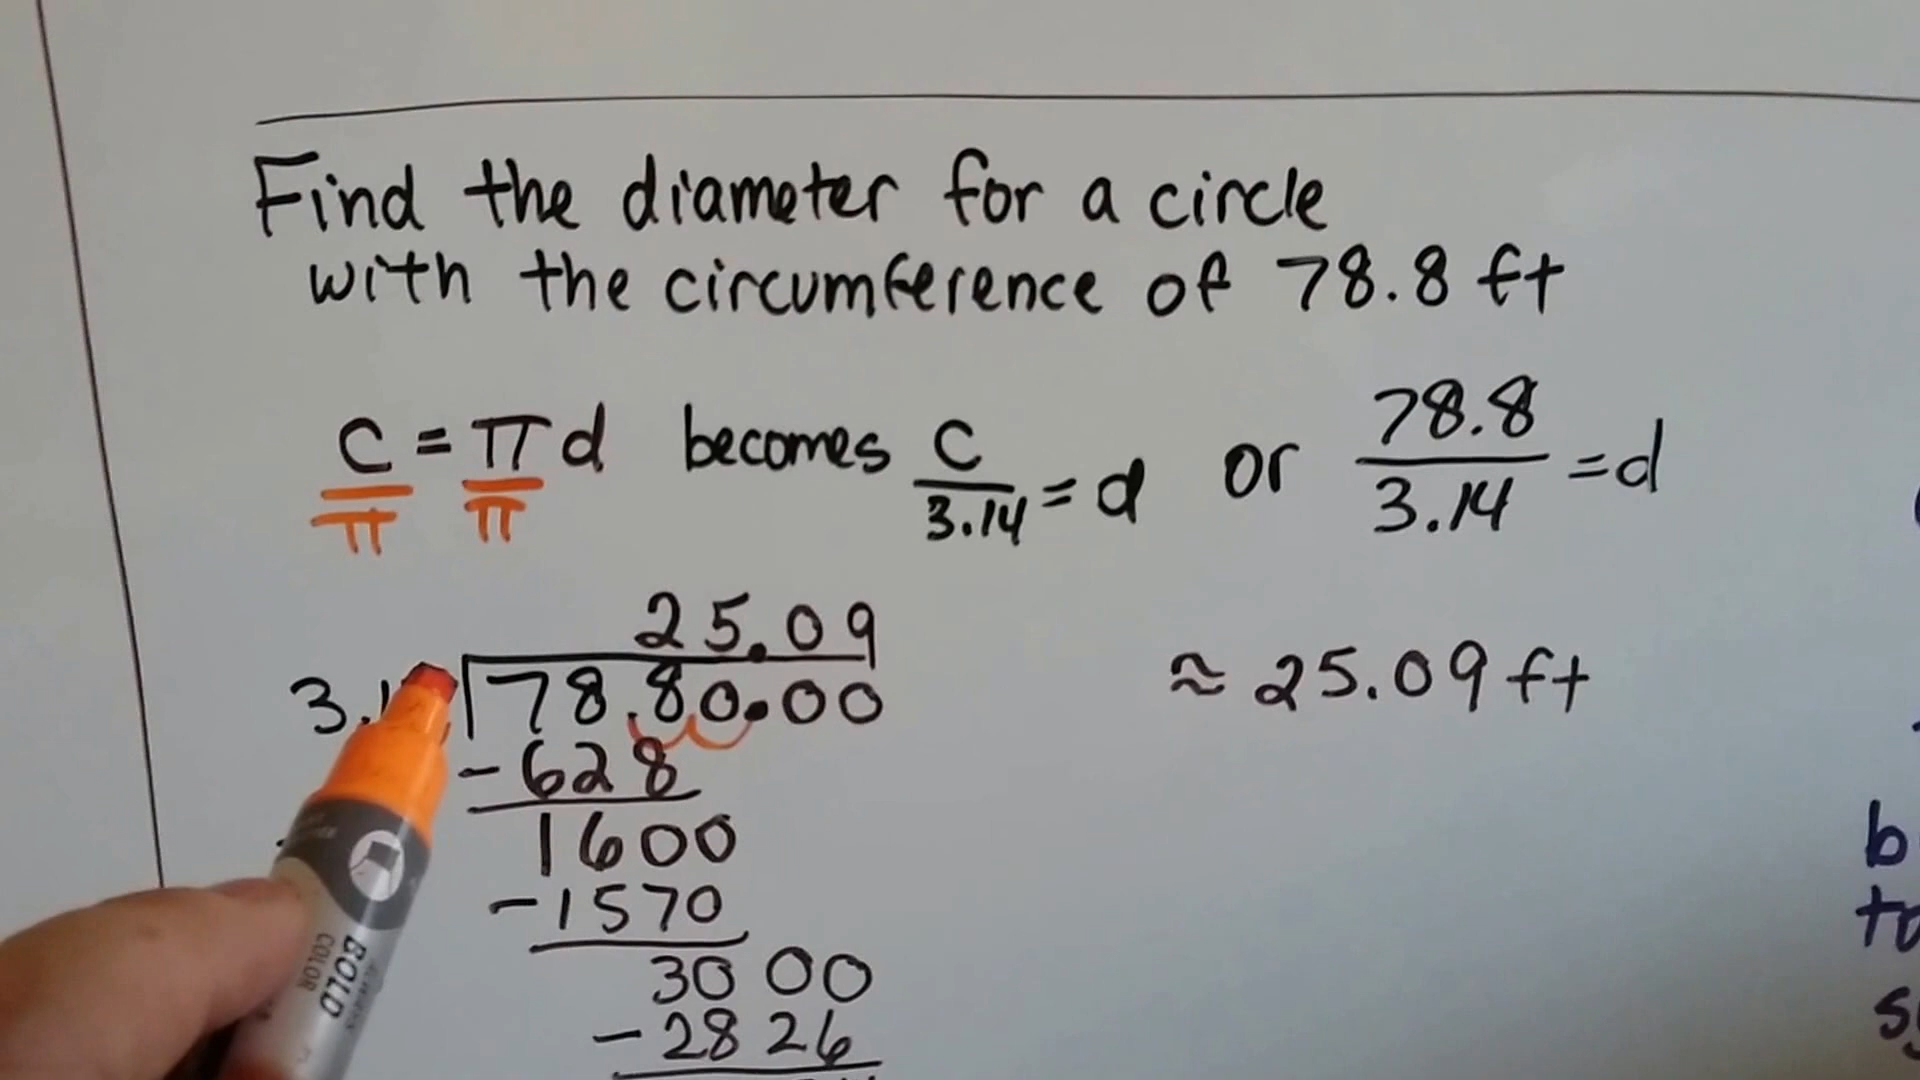 Find the diameter for a circle
with the circumference of 78.8 ft
C = π d becomes C = d or 78.8 = d
π π 3.14 3.14
25.09
78.80.00
≈ 25.09 ft
- 628
1600
- 1570
3000
- 2826
BOLD
COLOR